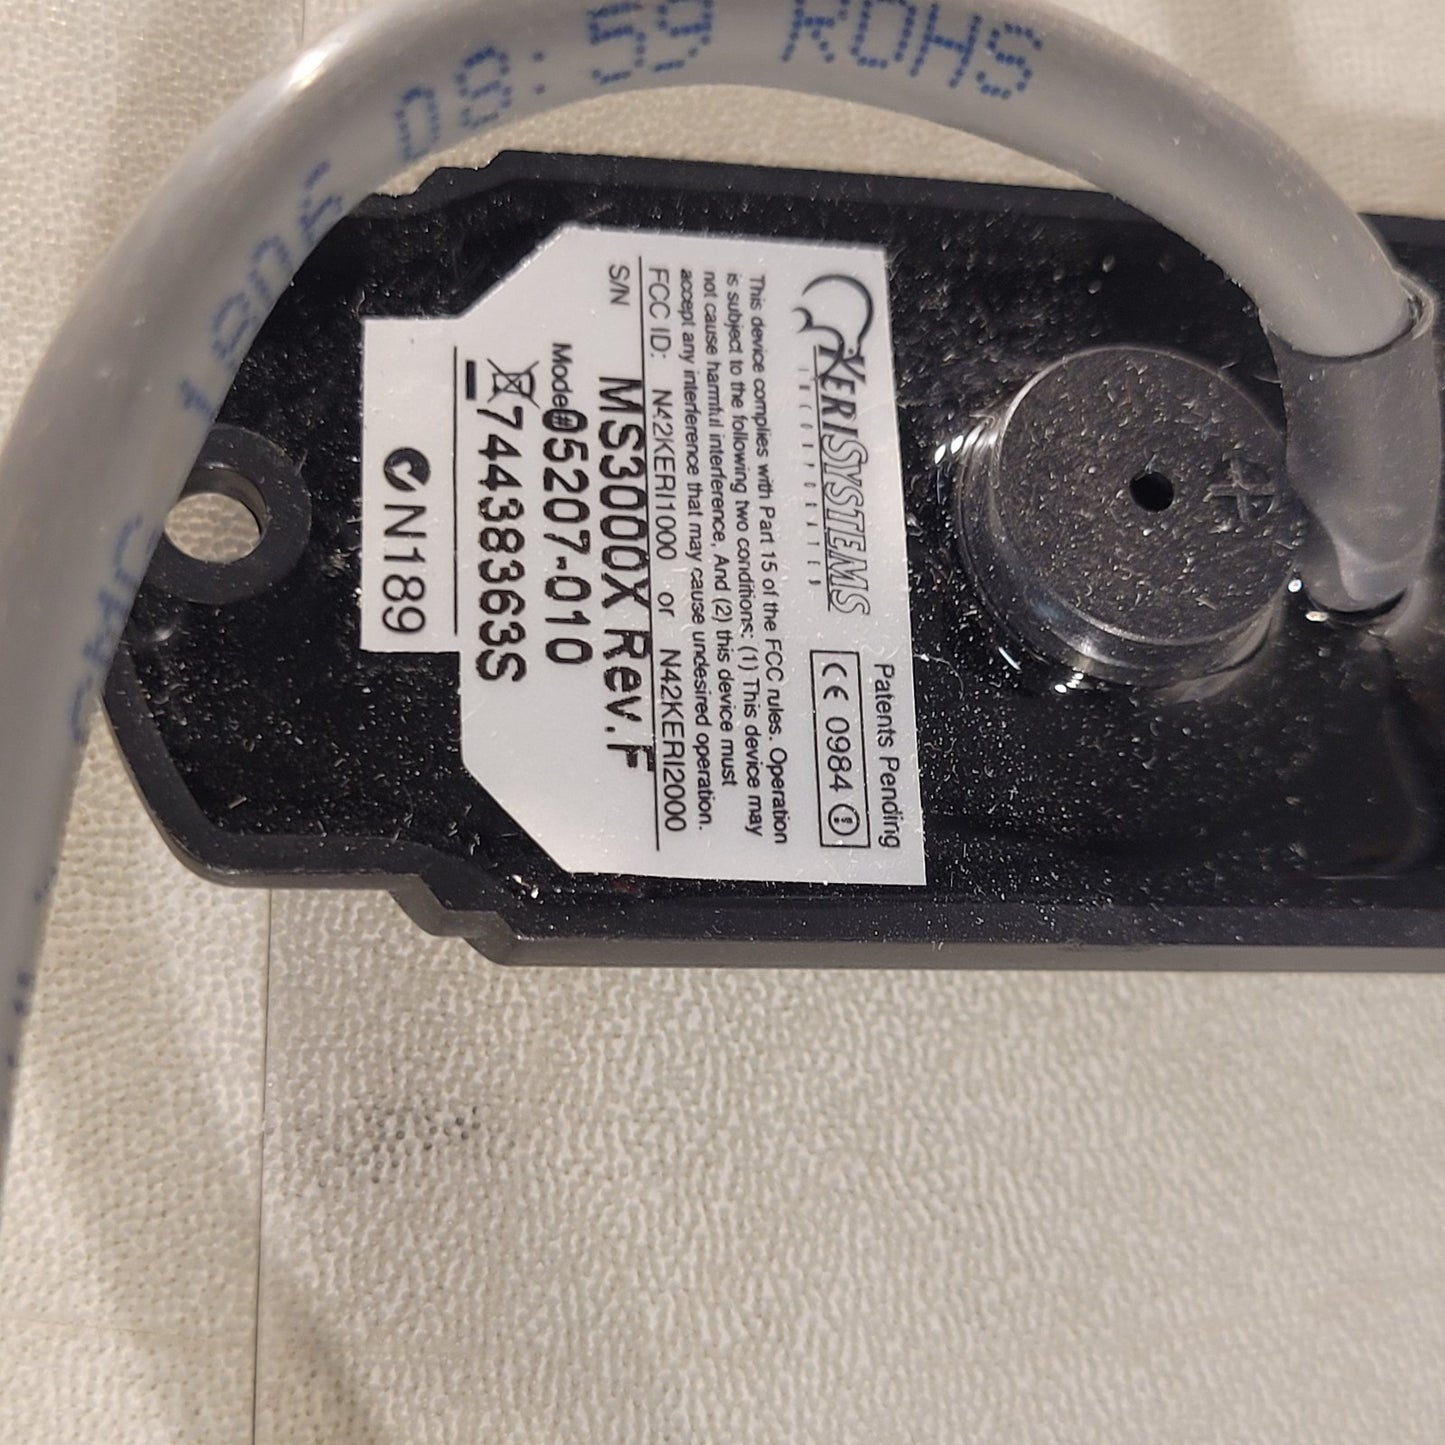 KERISYSTEMS
INCORPORATED
Patents Pending
CE 0984
This device complies with Part 15 of the FCC rules. Operation
is subject to the following two conditions: (1) This device may
not cause harmful interference, And (2) this device must
accept any interference that may cause undesired operation.
FCC ID: N42KERI1000 or N42KERI2000
S/N
MS3000X Rev.F
Model# 05207-010
74438363S
N189
08:59 ROHS